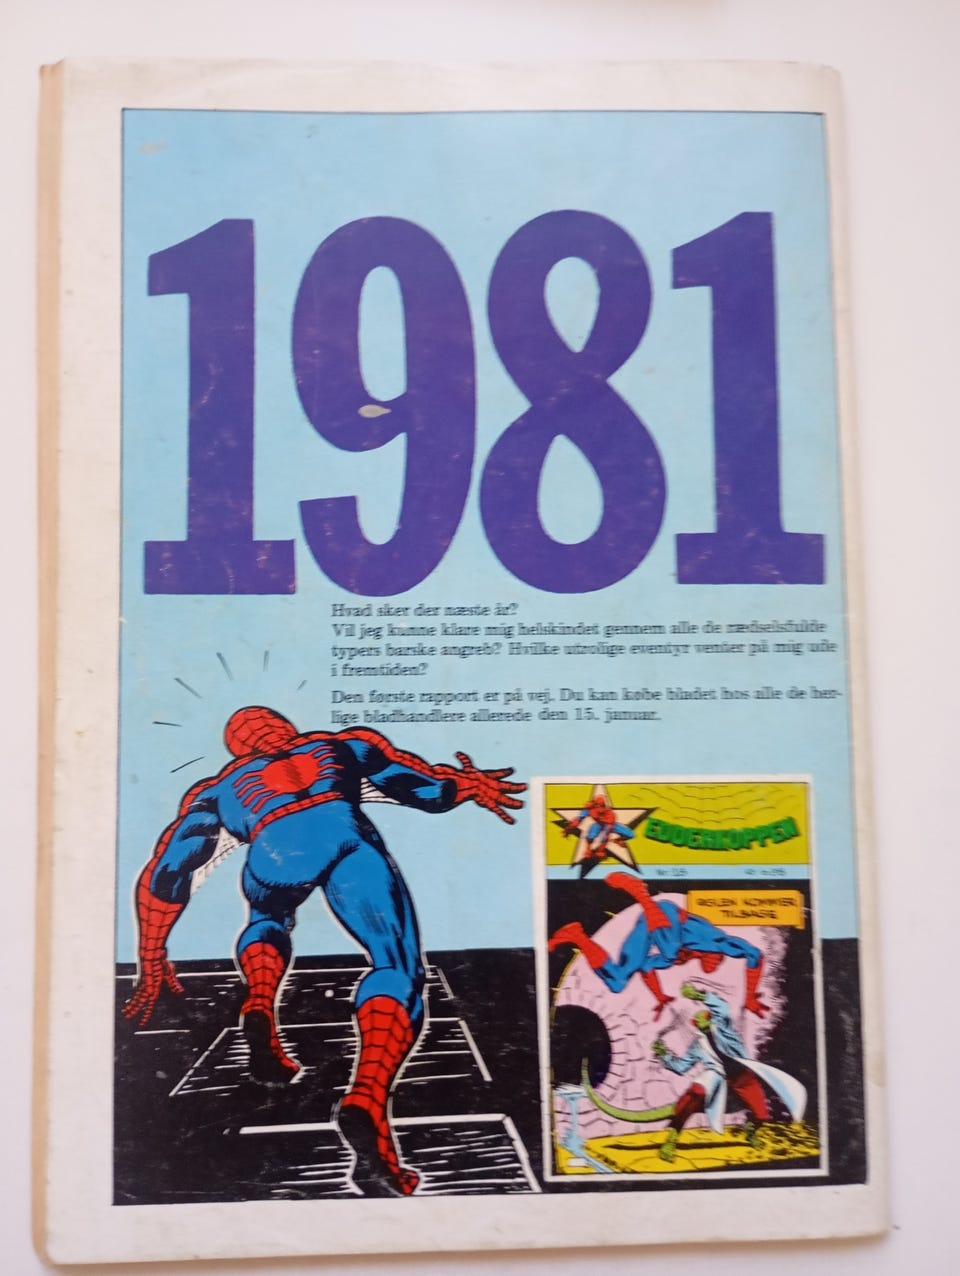 1981
Hvad sker der næste år?
Vil jeg kunne klare mig helskindet gennem alle de rædselsfulde
typers barske angreb? Hvilke utrolige eventyr venter på mig ude
i fremtiden?
Den første rapport er på vej. Du kan købe bladet hos alle de her-
lige bladhandlere allerede den 15. januar.
EDDERKOPPEN
Nr.
ØGLEN KOMMER
TILBAGE